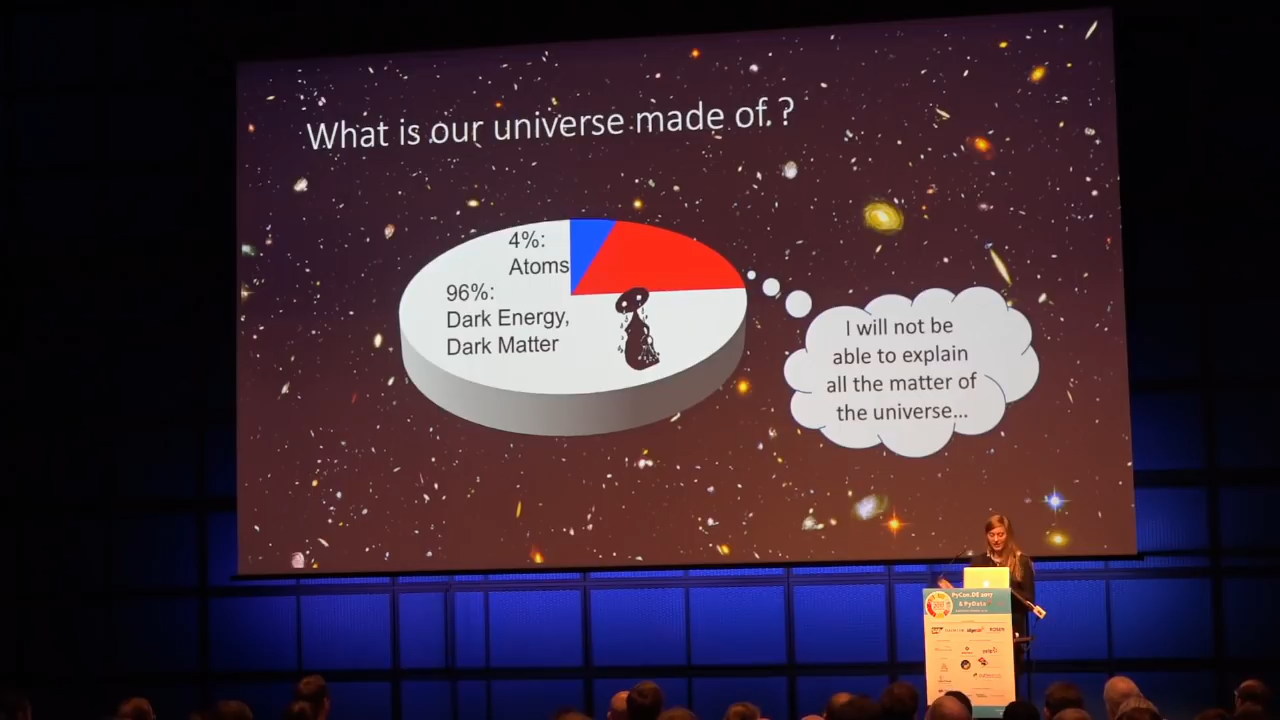 What is our universe made of ?
4%:
Atoms
96%:
Dark Energy,
Dark Matter
I will not be
able to explain
all the matter of
the universe...
PyCon.DE 2017
& PyData